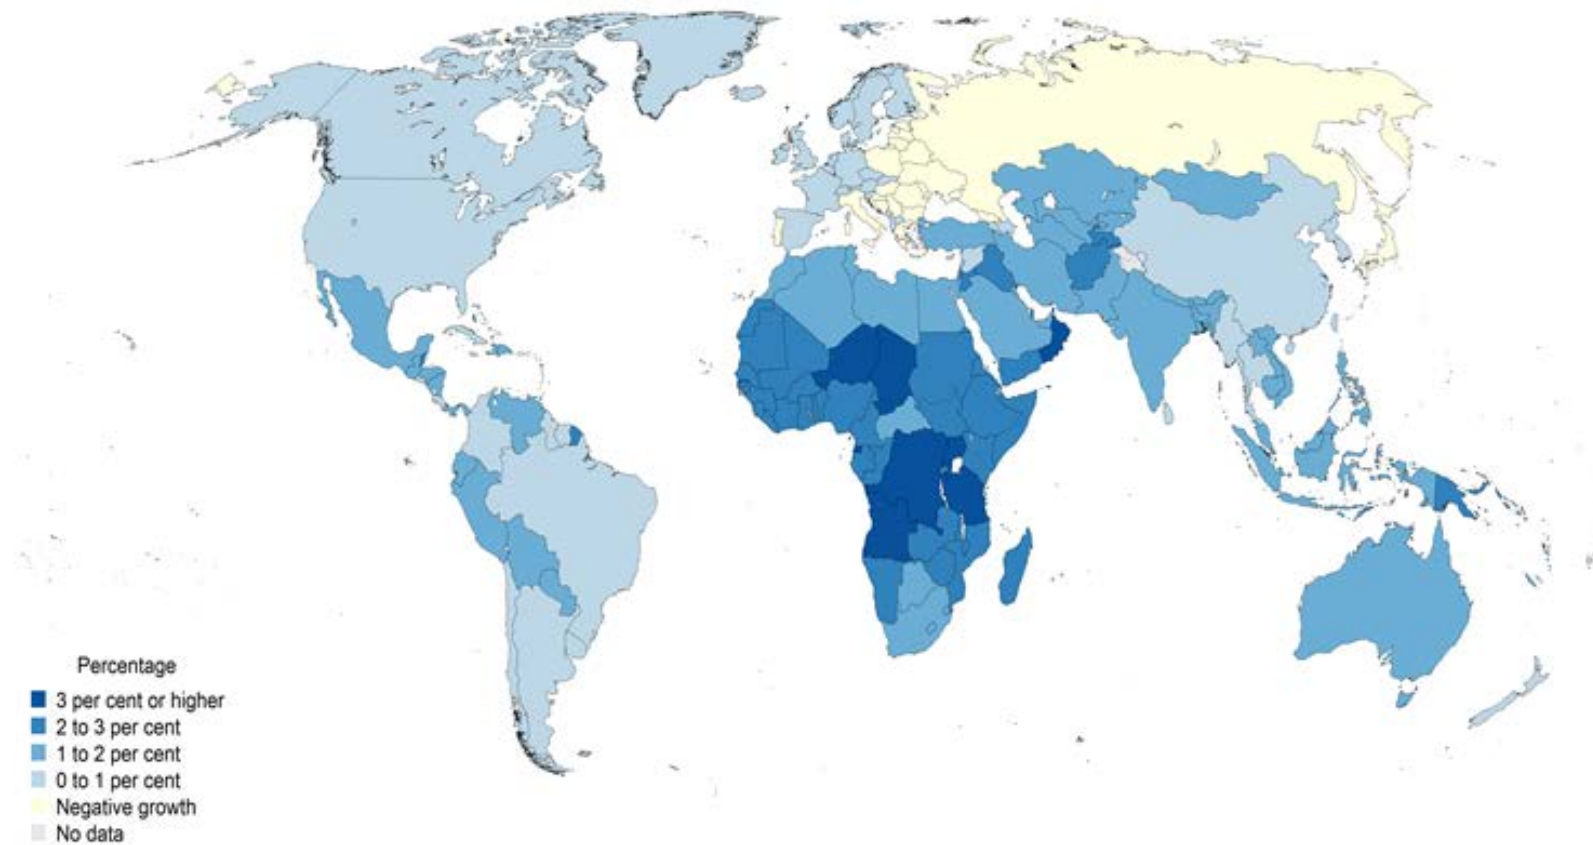 Percentage
3 per cent or higher
2 to 3 per cent
1 to 2 per cent
0 to 1 per cent
Negative growth
No data